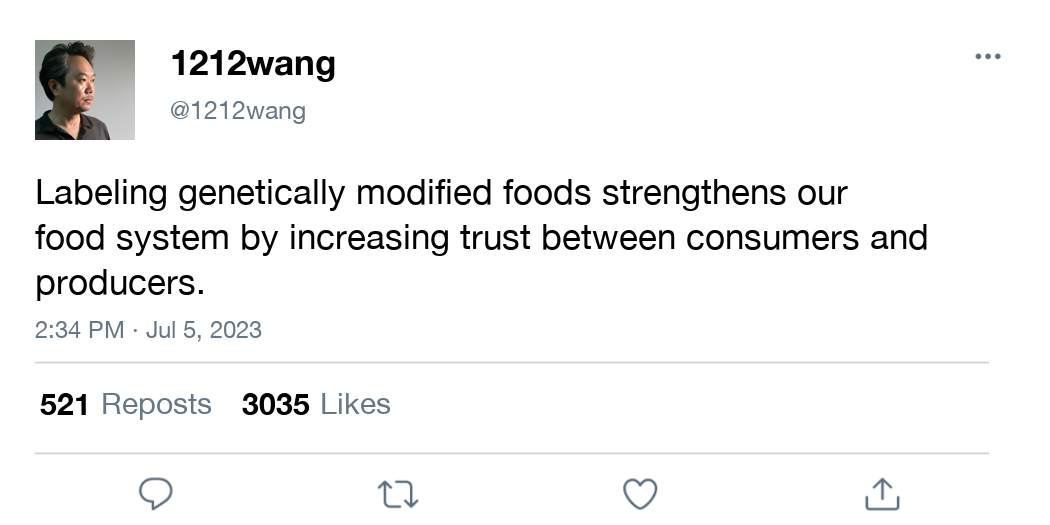 1212wang
@1212wang
Labeling genetically modified foods strengthens our
food system by increasing trust between consumers and
producers.
2:34 PM · Jul 5, 2023
521 Reposts 3035 Likes